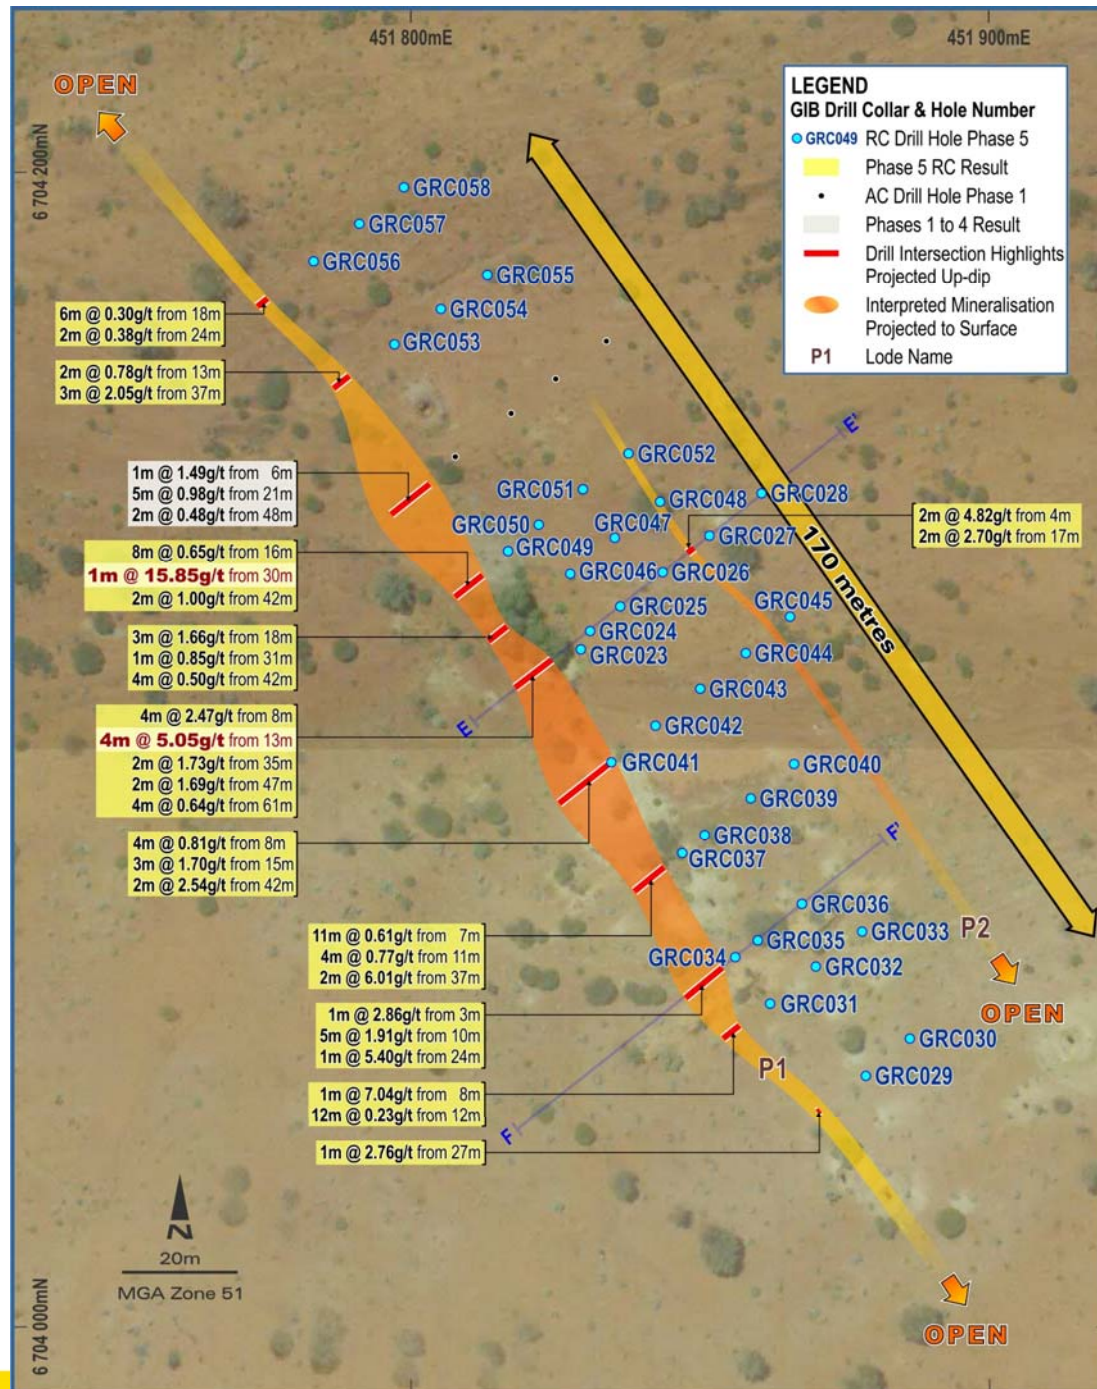 451 800mE
451 900mE
OPEN
LEGEND
GIB Drill Collar & Hole Number
GRC049 RC Drill Hole Phase 5
Phase 5 RC Result
AC Drill Hole Phase 1
Phases 1 to 4 Result
Drill Intersection Highlights
Projected Up-dip
Interpreted Mineralisation
Projected to Surface
P1 Lode Name
6 704 200mN
GRC058
GRC057
GRC056
GRC055
GRC054
GRC053
6m @ 0.30g/t from 18m
2m @ 0.38g/t from 24m
2m @ 0.78g/t from 13m
3m @ 2.05g/t from 37m
E'
GRC052
GRC051
GRC048
GRC028
1m @ 1.49g/t from 6m
5m @ 0.98g/t from 21m
2m @ 0.48g/t from 48m
GRC050
GRC047
GRC027
2m @ 4.82g/t from 4m
2m @ 2.70g/t from 17m
GRC049
GRC046
GRC026
8m @ 0.65g/t from 16m
1m @ 15.85g/t from 30m
2m @ 1.00g/t from 42m
GRC025
GRC045
170 metres
GRC024
GRC023
GRC044
3m @ 1.66g/t from 18m
1m @ 0.85g/t from 31m
4m @ 0.50g/t from 42m
GRC043
E
GRC042
4m @ 2.47g/t from 8m
4m @ 5.05g/t from 13m
2m @ 1.73g/t from 35m
2m @ 1.69g/t from 47m
4m @ 0.64g/t from 61m
GRC041
GRC040
GRC039
GRC038
F'
GRC037
4m @ 0.81g/t from 8m
3m @ 1.70g/t from 15m
2m @ 2.54g/t from 42m
GRC036
GRC035
GRC033
P2
GRC034
GRC032
11m @ 0.61g/t from 7m
4m @ 0.77g/t from 11m
2m @ 6.01g/t from 37m
OPEN
GRC031
1m @ 2.86g/t from 3m
5m @ 1.91g/t from 10m
1m @ 5.40g/t from 24m
GRC030
P1
GRC029
1m @ 7.04g/t from 8m
12m @ 0.23g/t from 12m
F
1m @ 2.76g/t from 27m
N
20m
MGA Zone 51
OPEN
6 704 000mN